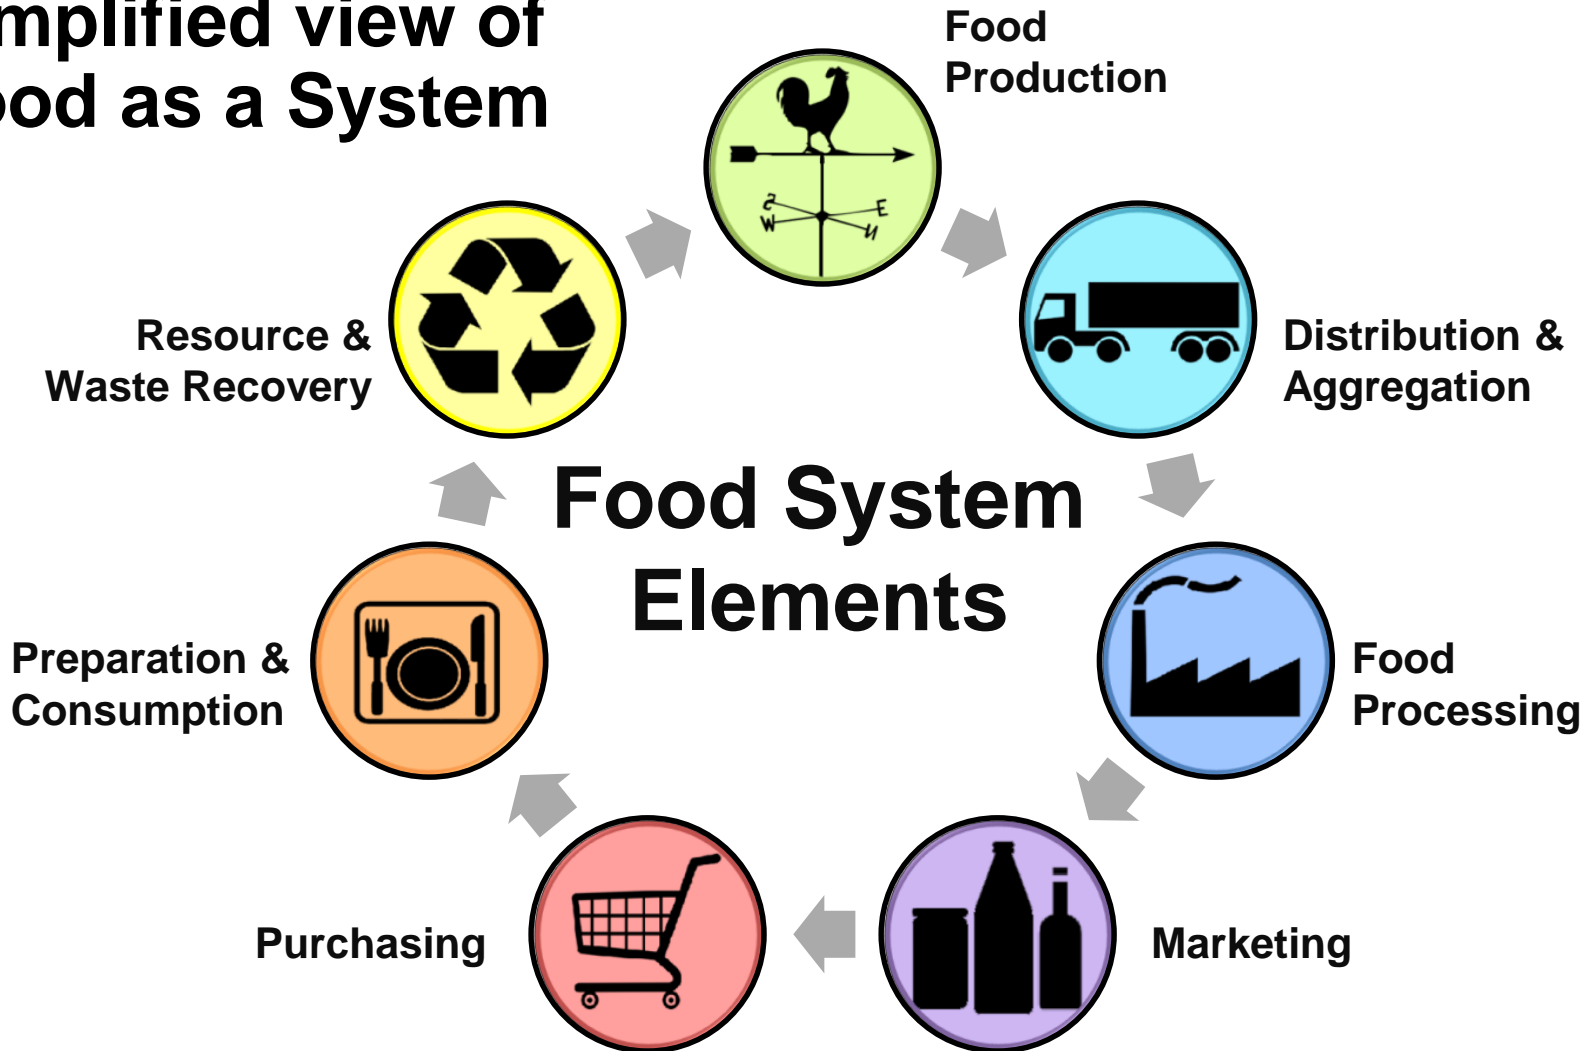 mplified view of
ood as a System
Food
Production
Distribution &
Aggregation
Food
Processing
Marketing
Purchasing
Preparation &
Consumption
Resource &
Waste Recovery
Food System
Elements
S
E
W
N